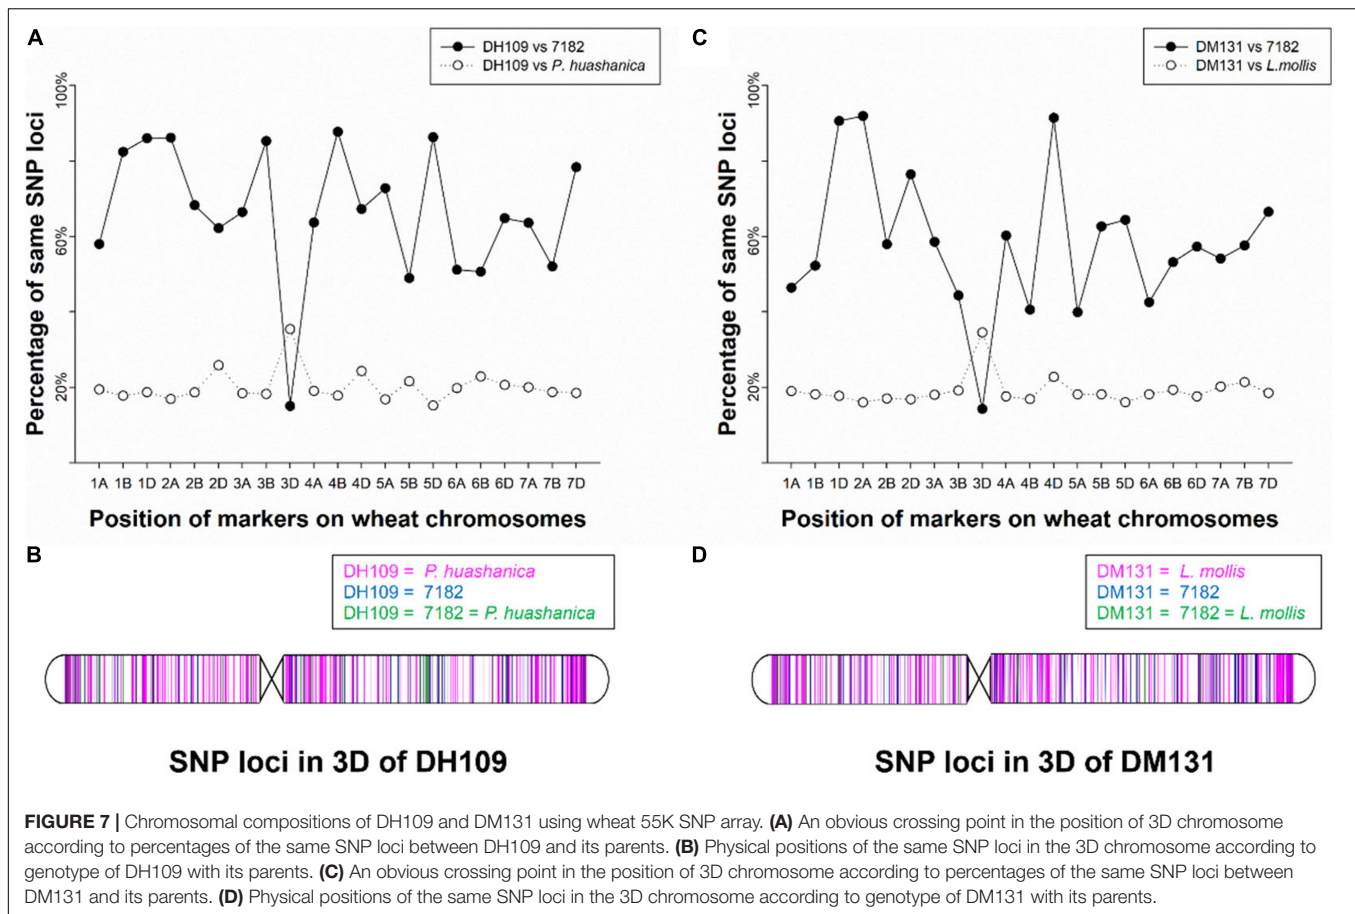 A
DH109 vs 7182
DH109 vs P. huashanica
Percentage of same SNP loci
100%
60%
20%
1A 1B 1D 2A 2B 2D 3A 3B 3D 4A 4B 4D 5A 5B 5D 6A 6B 6D 7A 7B 7D
Position of markers on wheat chromosomes
C
DM131 vs 7182
DM131 vs L.mollis
Percentage of same SNP loci
100%
60%
20%
1A 1B 1D 2A 2B 2D 3A 3B 3D 4A 4B 4D 5A 5B 5D 6A 6B 6D 7A 7B 7D
Position of markers on wheat chromosomes
B
DH109 = P. huashanica
DH109 = 7182
DH109 = 7182 = P. huashanica
SNP loci in 3D of DH109
D
DM131 = L. mollis
DM131 = 7182
DM131 = 7182 = L. mollis
SNP loci in 3D of DM131
FIGURE 7 | Chromosomal compositions of DH109 and DM131 using wheat 55K SNP array. (A) An obvious crossing point in the position of 3D chromosome
according to percentages of the same SNP loci between DH109 and its parents. (B) Physical positions of the same SNP loci in the 3D chromosome according to
genotype of DH109 with its parents. (C) An obvious crossing point in the position of 3D chromosome according to percentages of the same SNP loci between
DM131 and its parents. (D) Physical positions of the same SNP loci in the 3D chromosome according to genotype of DM131 with its parents.